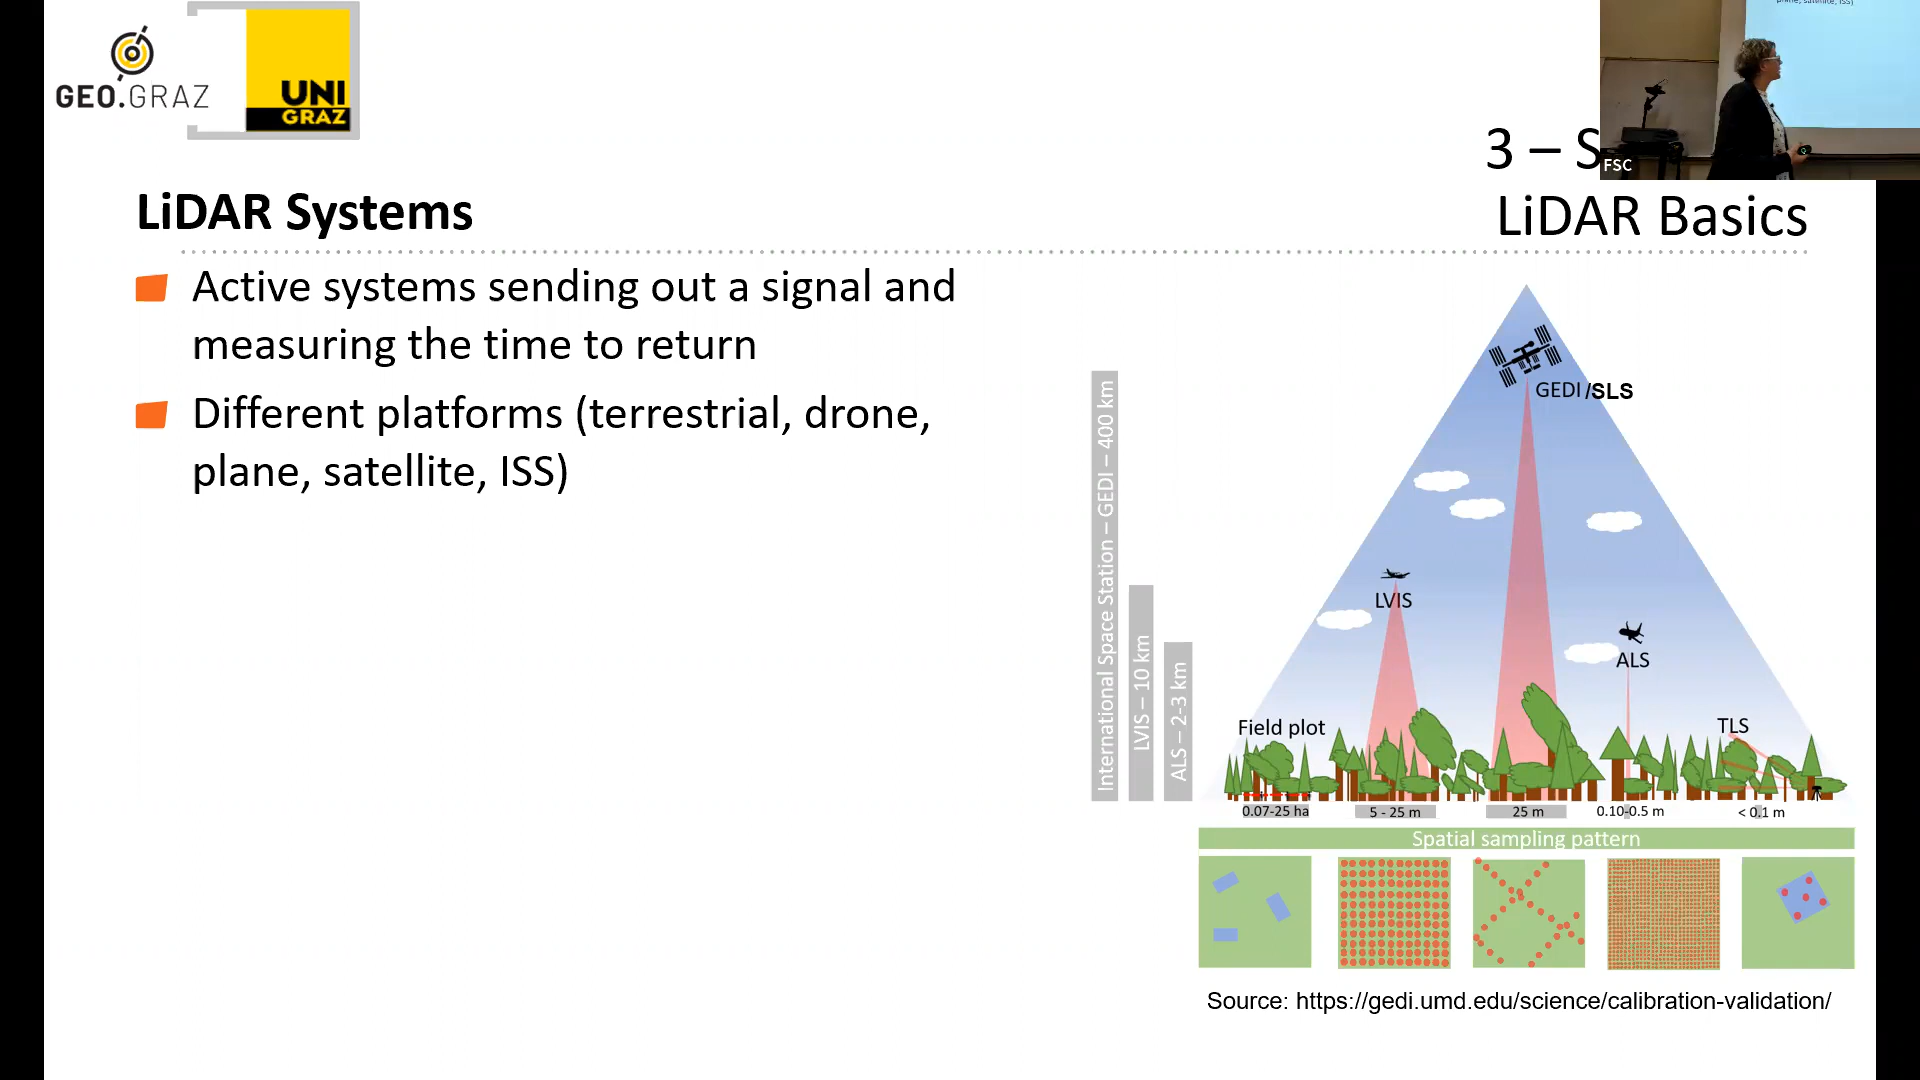 GEO.GRAZ
UNI
GRAZ
plane, satellite, ISS)
FSC
3 – S
LiDAR Basics
LiDAR Systems
Active systems sending out a signal and
measuring the time to return
Different platforms (terrestrial, drone,
plane, satellite, ISS)
International Space Station – GEDI – 400 km
LVIS – 10 km
ALS – 2-3 km
GEDI/SLS
LVIS
ALS
Field plot
TLS
0.07-25 ha
5 - 25 m
25 m
0.10-0.5 m
< 0.1 m
Spatial sampling pattern
Source: https://gedi.umd.edu/science/calibration-validation/